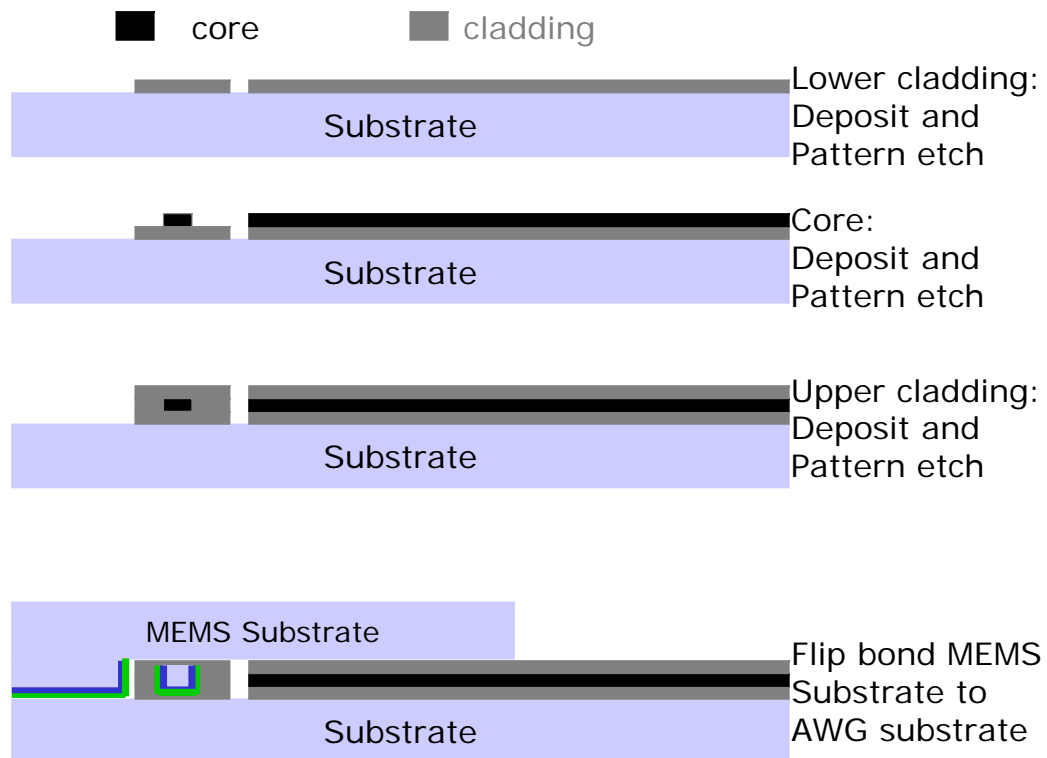 core
cladding
Lower cladding:
Deposit and
Pattern etch
Substrate
Core:
Deposit and
Pattern etch
Substrate
Upper cladding:
Deposit and
Pattern etch
Substrate
MEMS Substrate
Flip bond MEMS
Substrate to
AWG substrate
Substrate